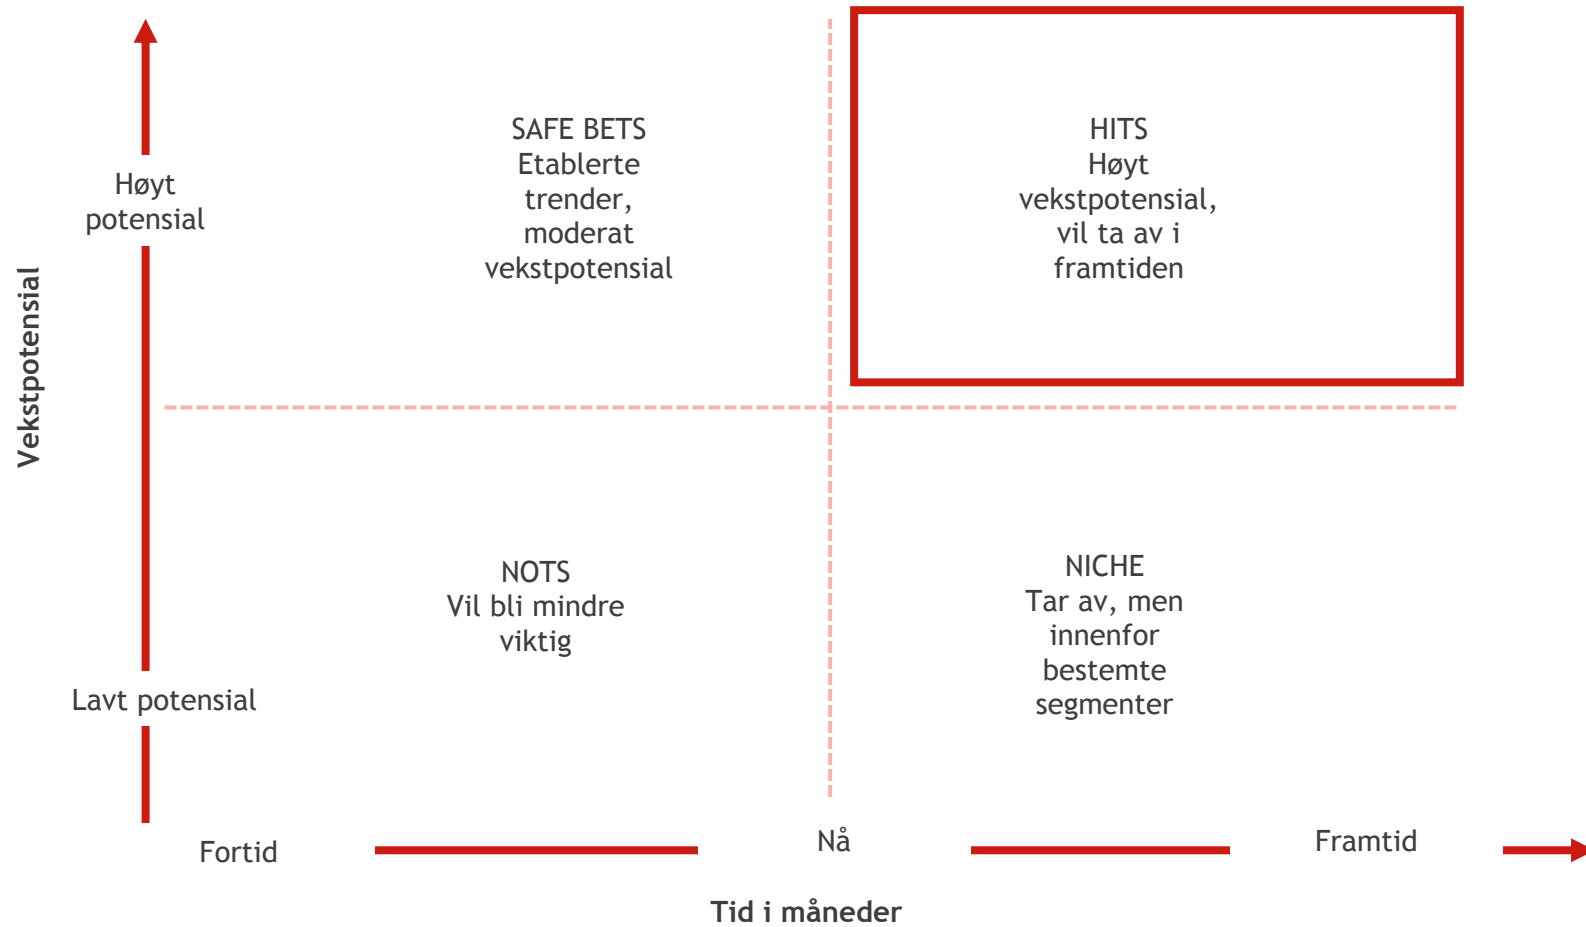 Vekstpotensial
Høyt
potensial
Lavt potensial
SAFE BETS
Etablerte
trender,
moderat
vekstpotensial
HITS
Høyt
vekstpotensial,
vil ta av i
framtiden
NOTS
Vil bli mindre
viktig
NICHE
Tar av, men
innenfor
bestemte
segmenter
Fortid
Nå
Framtid
Tid i måneder